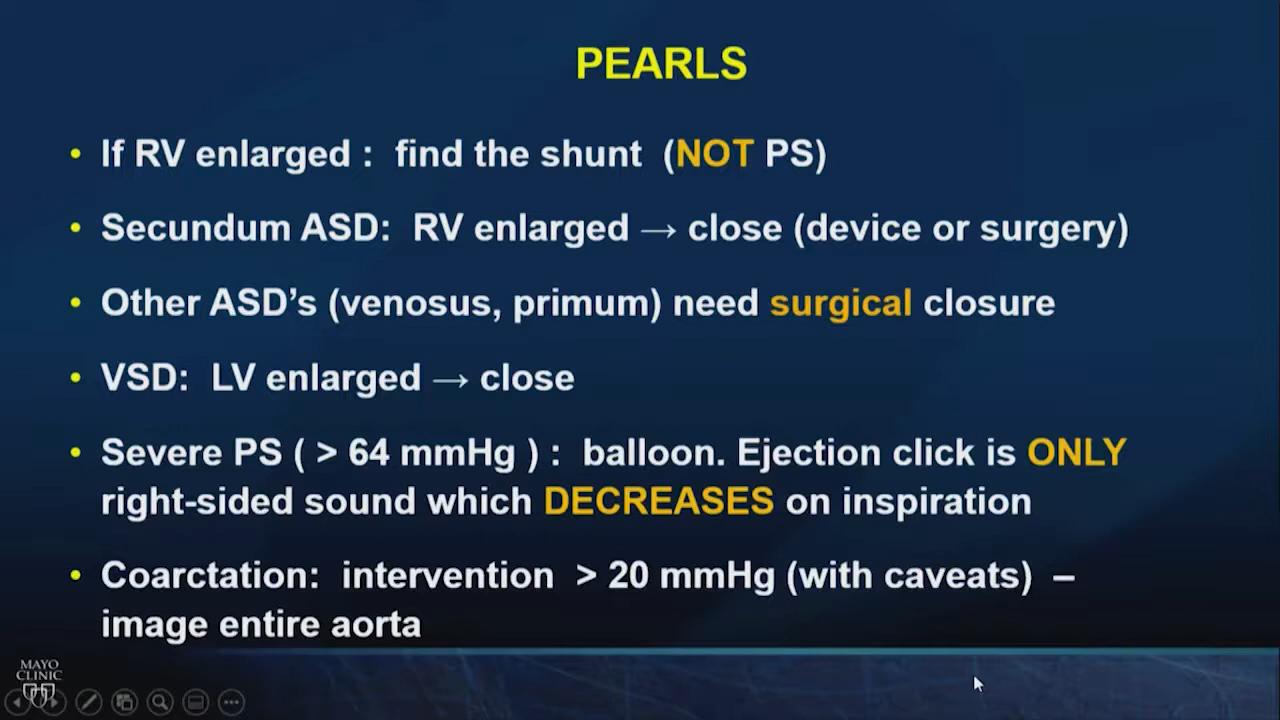 PEARLS
• If RV enlarged : find the shunt (NOT PS)
• Secundum ASD: RV enlarged → close (device or surgery)
• Other ASD’s (venosus, primum) need surgical closure
• VSD: LV enlarged → close
• Severe PS ( > 64 mmHg ) : balloon. Ejection click is ONLY
right-sided sound which DECREASES on inspiration
• Coarctation: intervention > 20 mmHg (with caveats) –
image entire aorta
MAYO
CLINIC